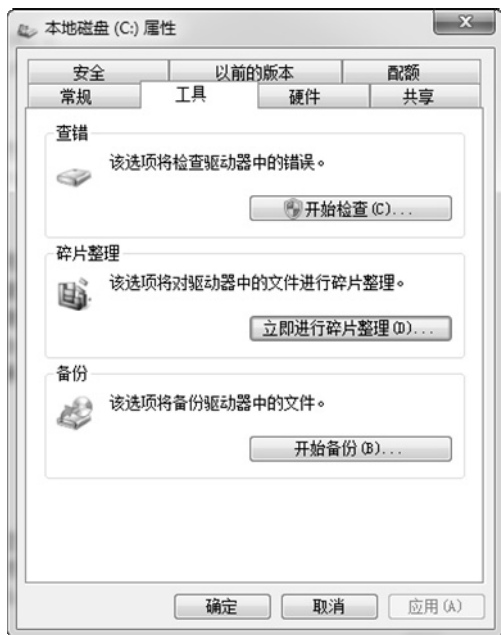 本地磁盘 (C:) 属性
安全 以前的版本 配额
常规 工具 硬件 共享
查错
该选项将检查驱动器中的错误。
开始检查(C)...
碎片整理
该选项将对驱动器中的文件进行碎片整理。
立即进行碎片整理(D)...
备份
该选项将备份驱动器中的文件。
开始备份(B)...
确定 取消 应用(A)